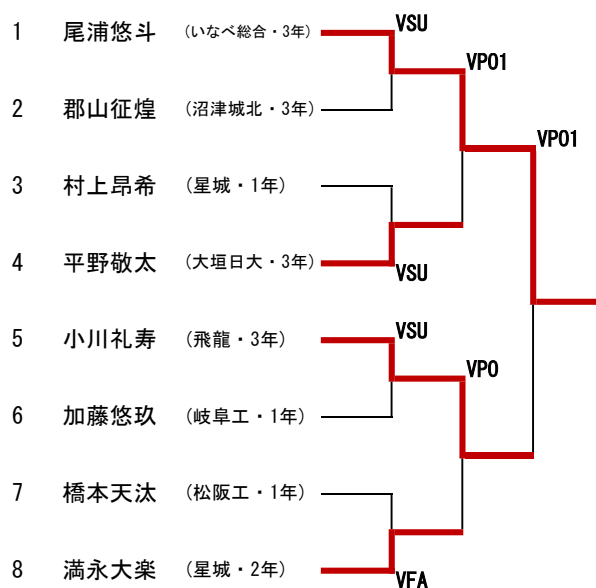 1 尾浦悠斗 (いなべ総合・3年) VSU
VPO1
2 郡山征煌 (沼津城北・3年)
VPO1
3 村上昂希 (星城・1年)
4 平野敬太 (大垣日大・3年)
VSU
5 小川礼寿 (飛龍・3年) VSU
VPO
6 加藤悠玖 (岐阜工・1年)
7 橋本天汰 (松阪工・1年)
8 満永大楽 (星城・2年)
VFA